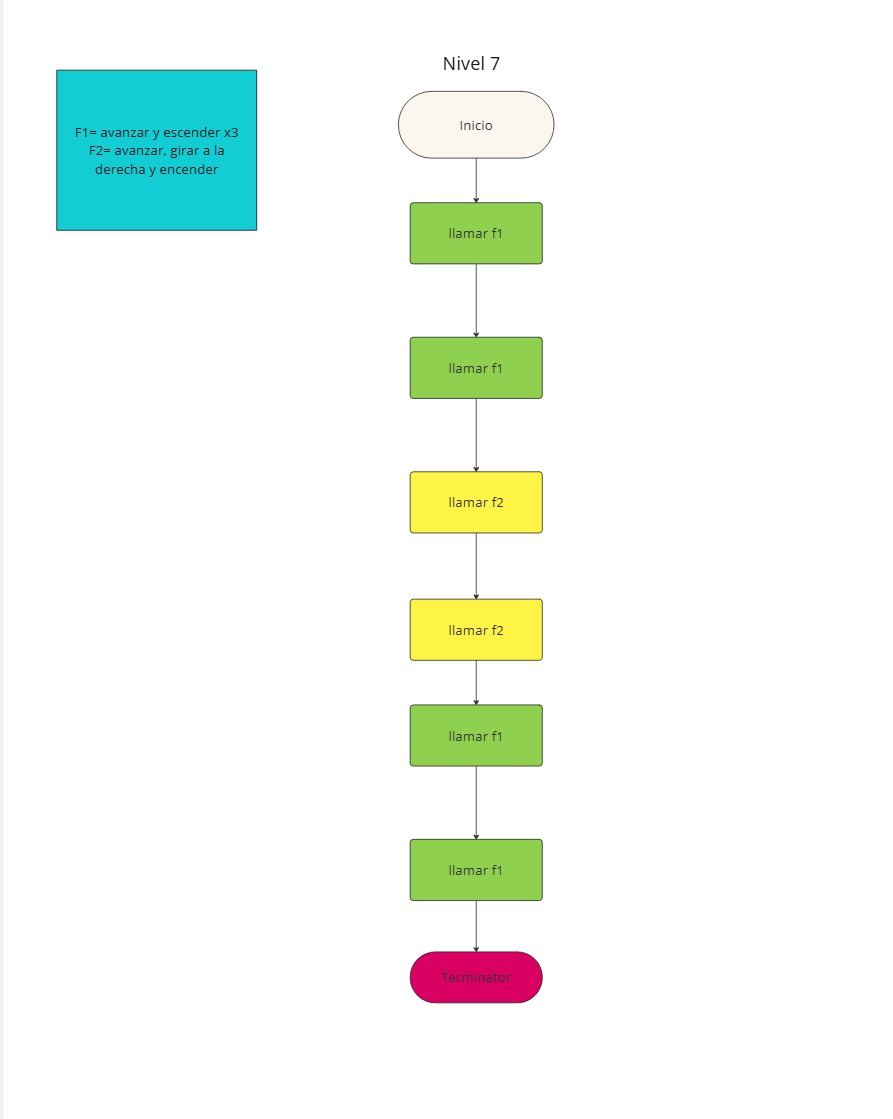 Nivel 7
Inicio
F1= avanzar y escender x3
F2= avanzar, girar a la
derecha y encender
llamar f1
llamar f1
llamar f2
llamar f2
llamar f1
llamar f1
Terminator